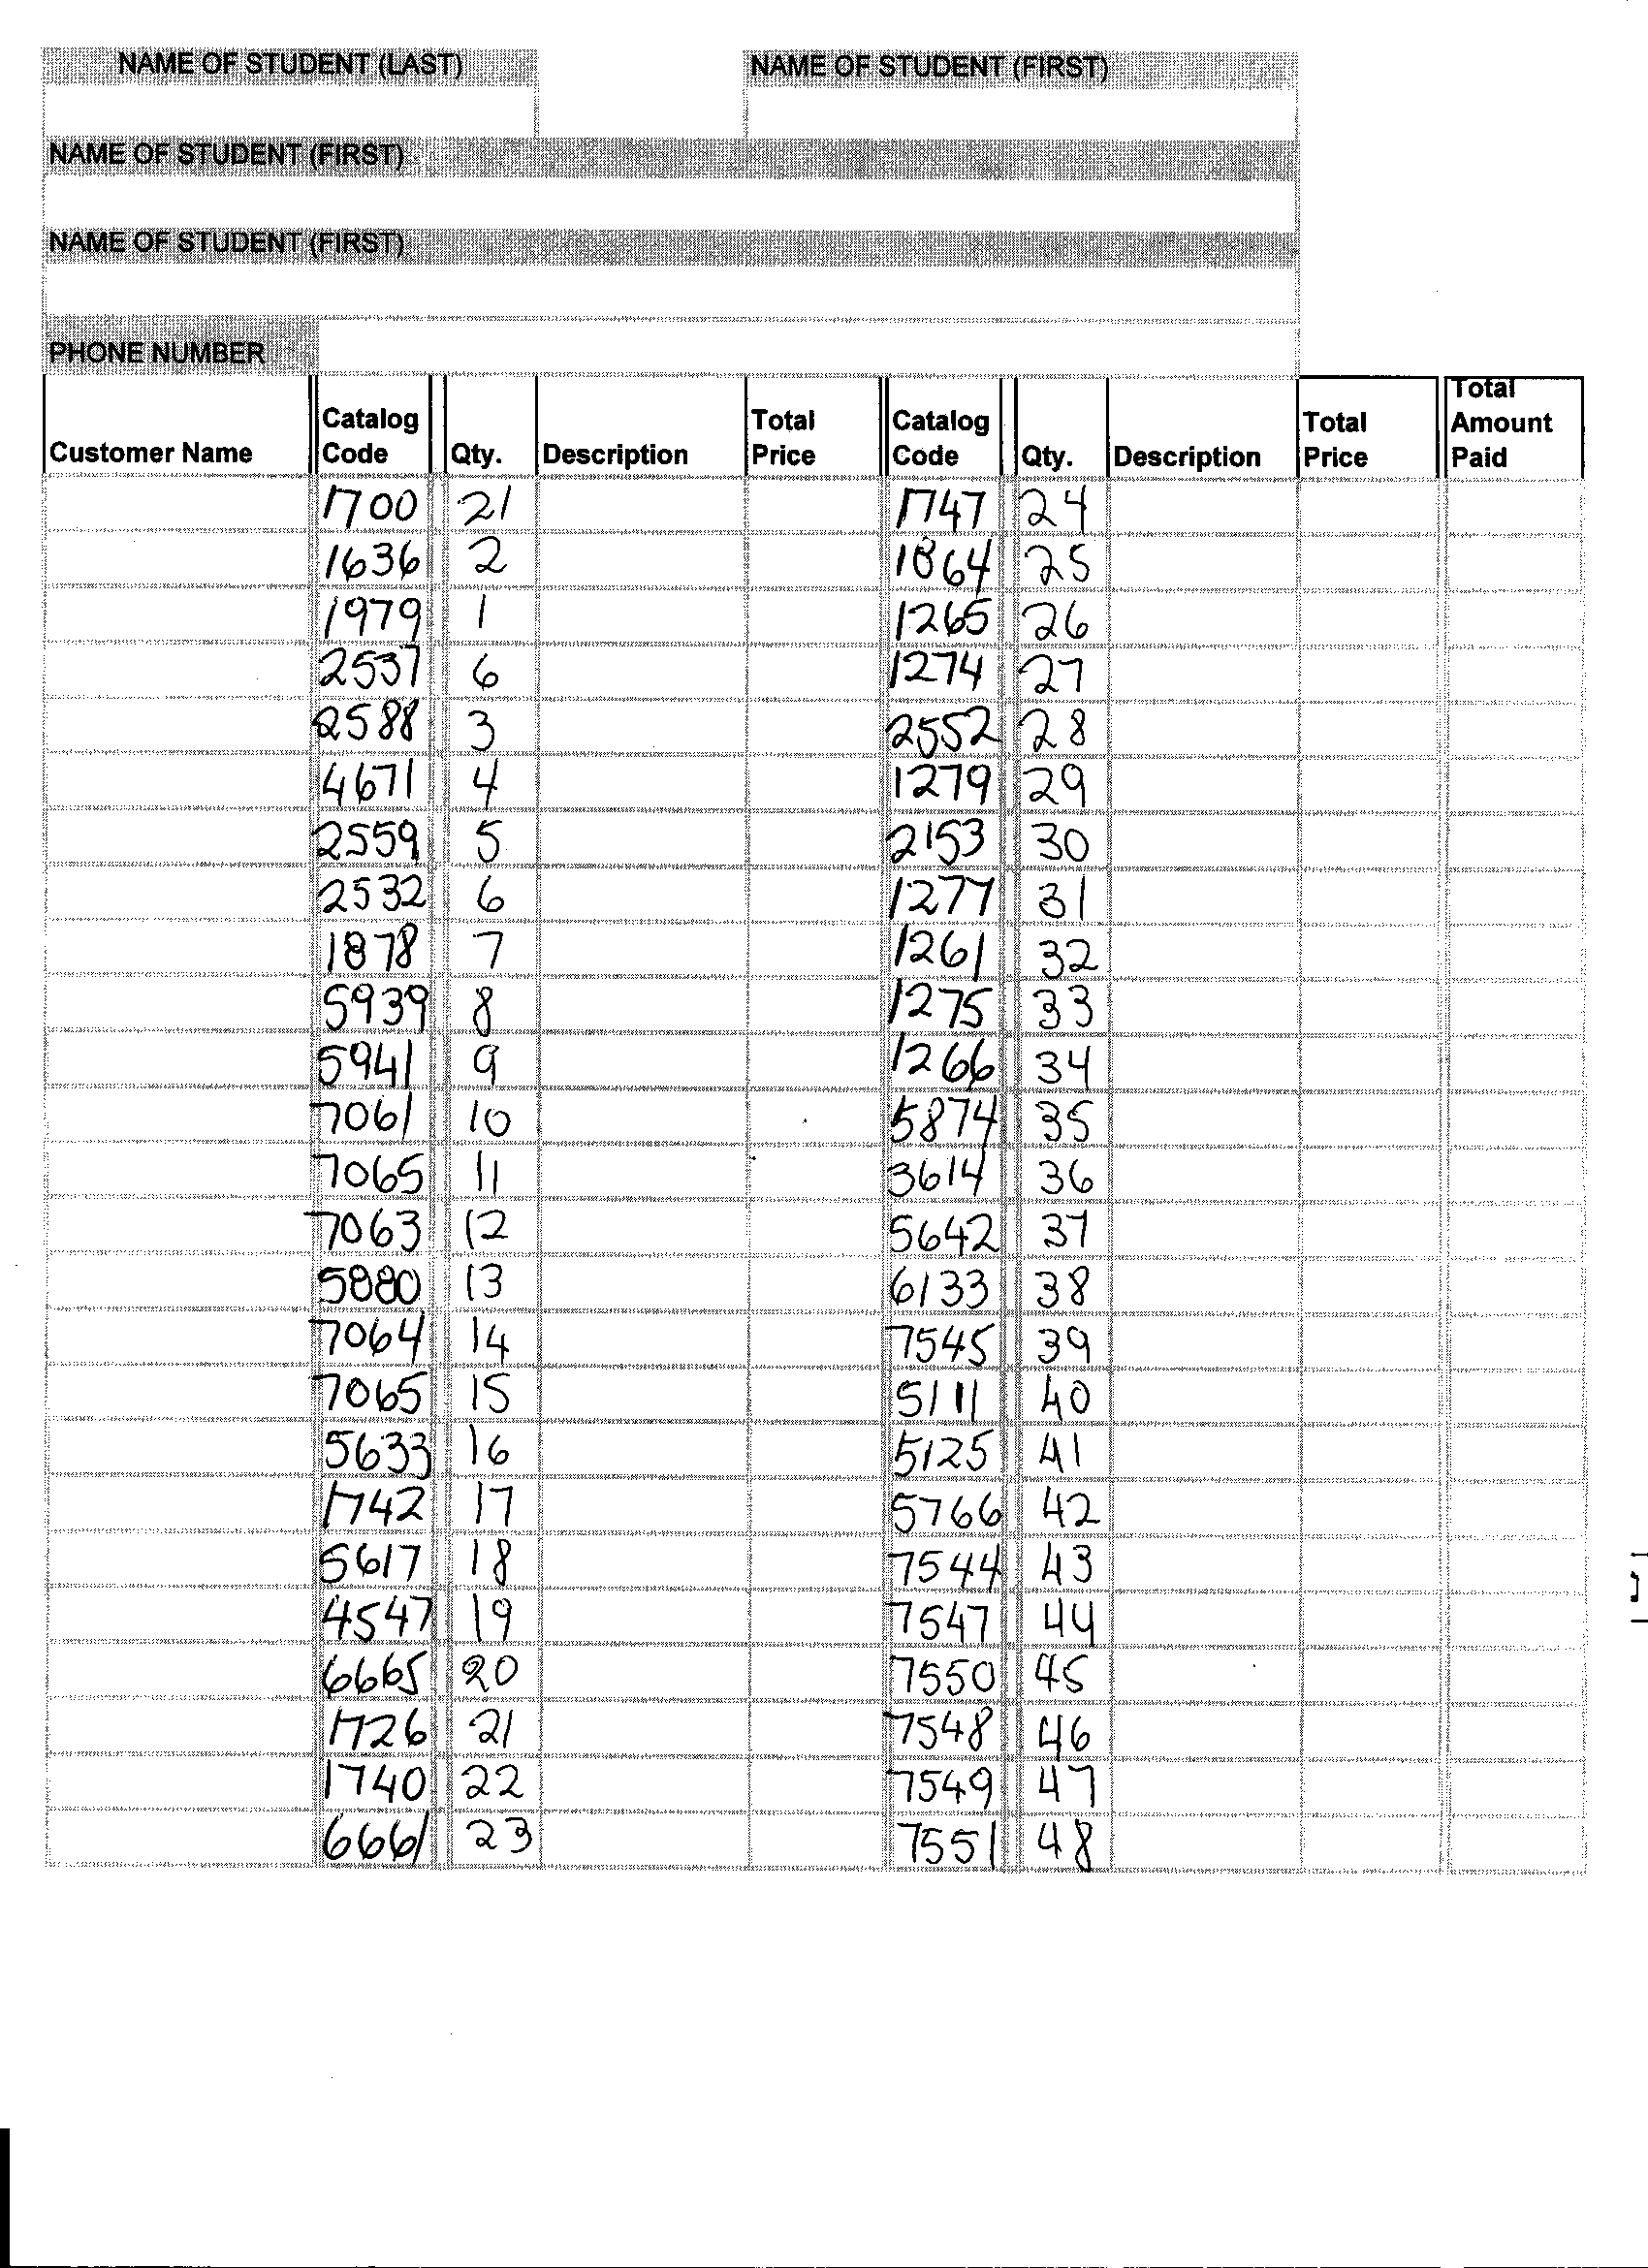 NAME OF STUDENT (LAST) NAME OF STUDENT (FIRST)
NAME OF STUDENT (FIRST)
NAME OF STUDENT (FIRST)
PHONE NUMBER
Customer Name Catalog Code Qty. Description Total Price Catalog Code Qty. Description Total Price Total Amount Paid
1700 21 1747 24
1636 2 1864 25
1979 1 1265 26
2537 6 1274 27
2588 3 2552 28
4671 4 1279 29
2559 5 2153 30
2532 6 1277 31
1878 7 1261 32
5939 8 1275 33
5941 9 1266 34
7061 10 5874 35
7065 11 3614 36
7063 12 5642 37
5880 13 6133 38
7064 14 7545 39
7065 15 5111 40
5633 16 5125 41
1742 17 5766 42
5617 18 7544 43
4547 19 7547 44
6665 20 7550 45
1726 21 7548 46
1740 22 7549 47
6661 23 7551 48